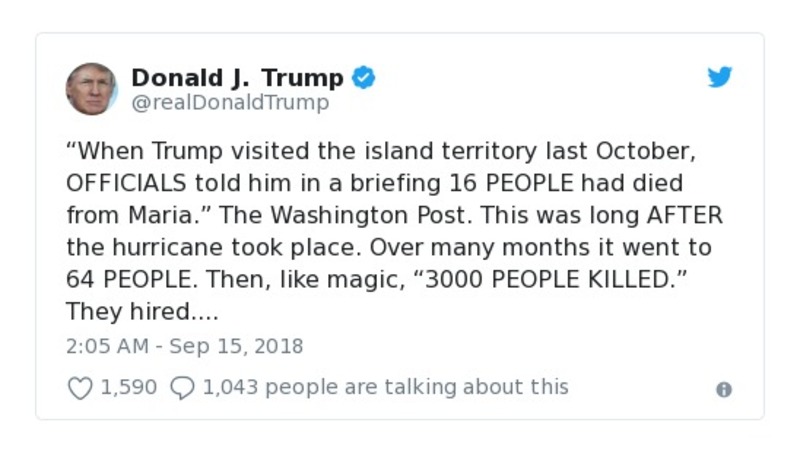 Donald J. Trump
@realDonaldTrump
“When Trump visited the island territory last October,
OFFICIALS told him in a briefing 16 PEOPLE had died
from Maria.” The Washington Post. This was long AFTER
the hurricane took place. Over many months it went to
64 PEOPLE. Then, like magic, “3000 PEOPLE KILLED.”
They hired....
2:05 AM - Sep 15, 2018
1,590 1,043 people are talking about this